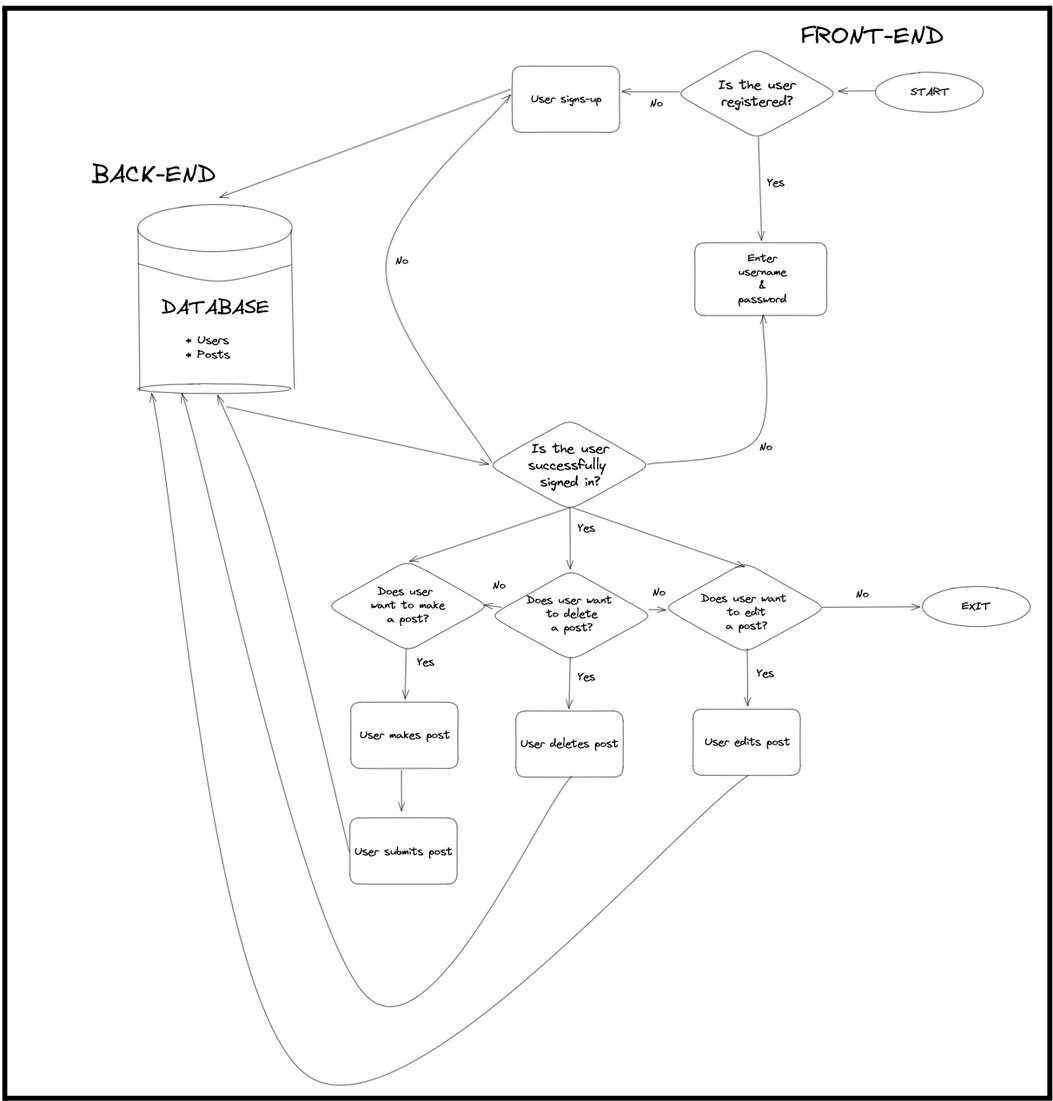 FRONT-END
Is the user
registered?
START
User signs-up
No
BACK-END
Yes
Enter
username
&
password
No
DATABASE
* Users
* Posts
Is the user
successfully
signed in?
No
Yes
Does user
want to make
a post?
No
Does user want
to delete
a post?
No
Does user want
to edit
a post?
No
EXIT
Yes
Yes
Yes
User makes post
User deletes post
User edits post
User submits post